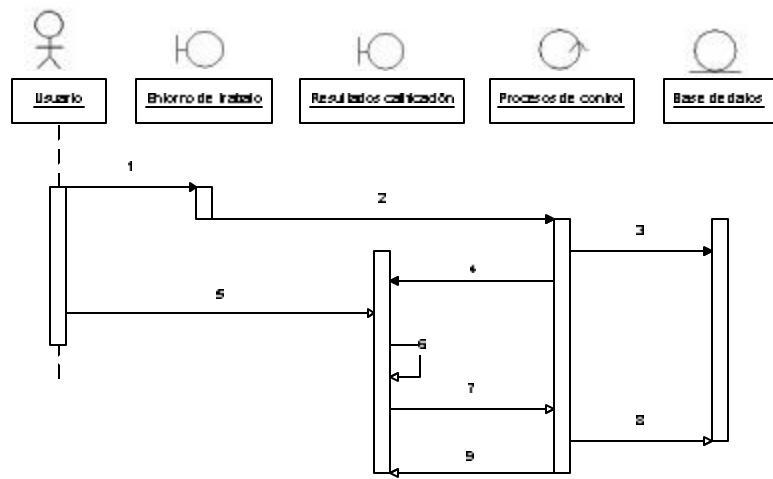 Usuario
Entorno de trabajo
Resultados calificación
Procesos de control
Base de datos
1
2
3
4
5
6
7
8
9